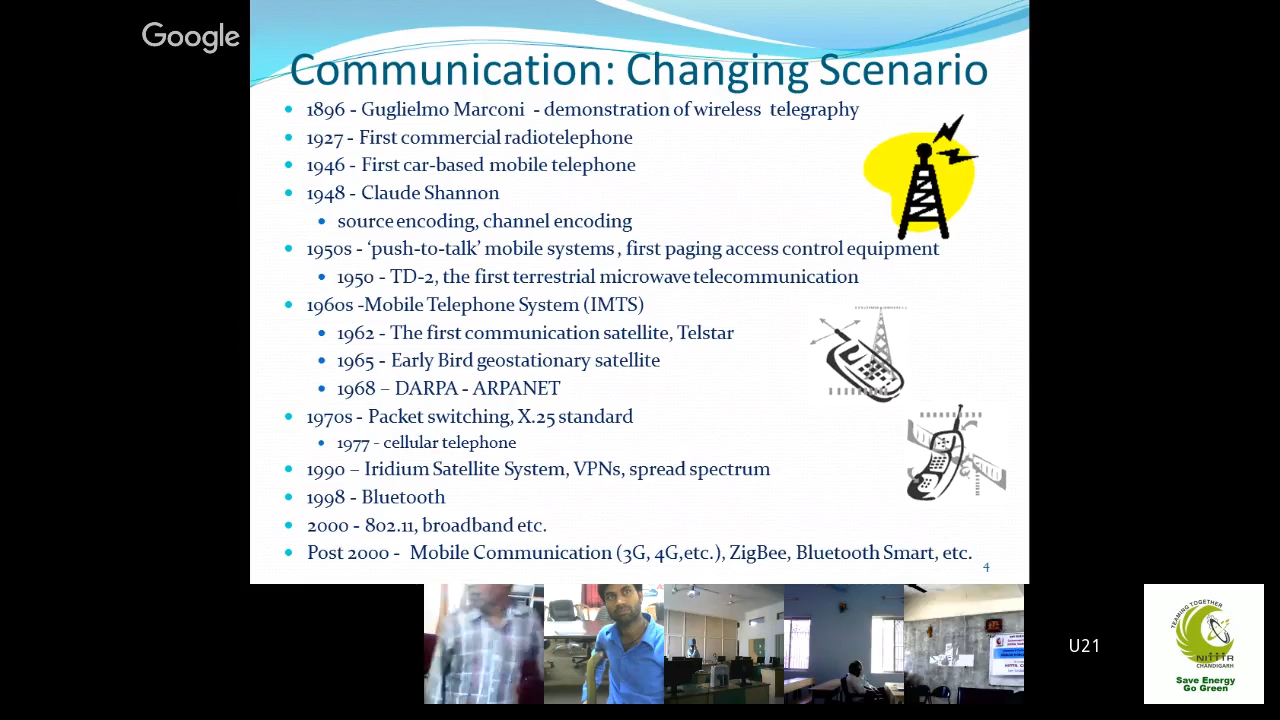 Google
Communication: Changing Scenario
1896 - Guglielmo Marconi - demonstration of wireless telegraphy
1927 - First commercial radiotelephone
1946 - First car-based mobile telephone
1948 - Claude Shannon
source encoding, channel encoding
1950s - ‘push-to-talk’ mobile systems , first paging access control equipment
1950 - TD-2, the first terrestrial microwave telecommunication
1960s -Mobile Telephone System (IMTS)
1962 - The first communication satellite, Telstar
1965 - Early Bird geostationary satellite
1968 – DARPA - ARPANET
1970s - Packet switching, X.25 standard
1977 - cellular telephone
1990 – Iridium Satellite System, VPNs, spread spectrum
1998 - Bluetooth
2000 - 802.11, broadband etc.
Post 2000 - Mobile Communication (3G, 4G,etc.), ZigBee, Bluetooth Smart, etc.
4
U21
TEAMING TOGETHER
NITTTR
CHANDIGARH
Save Energy
Go Green